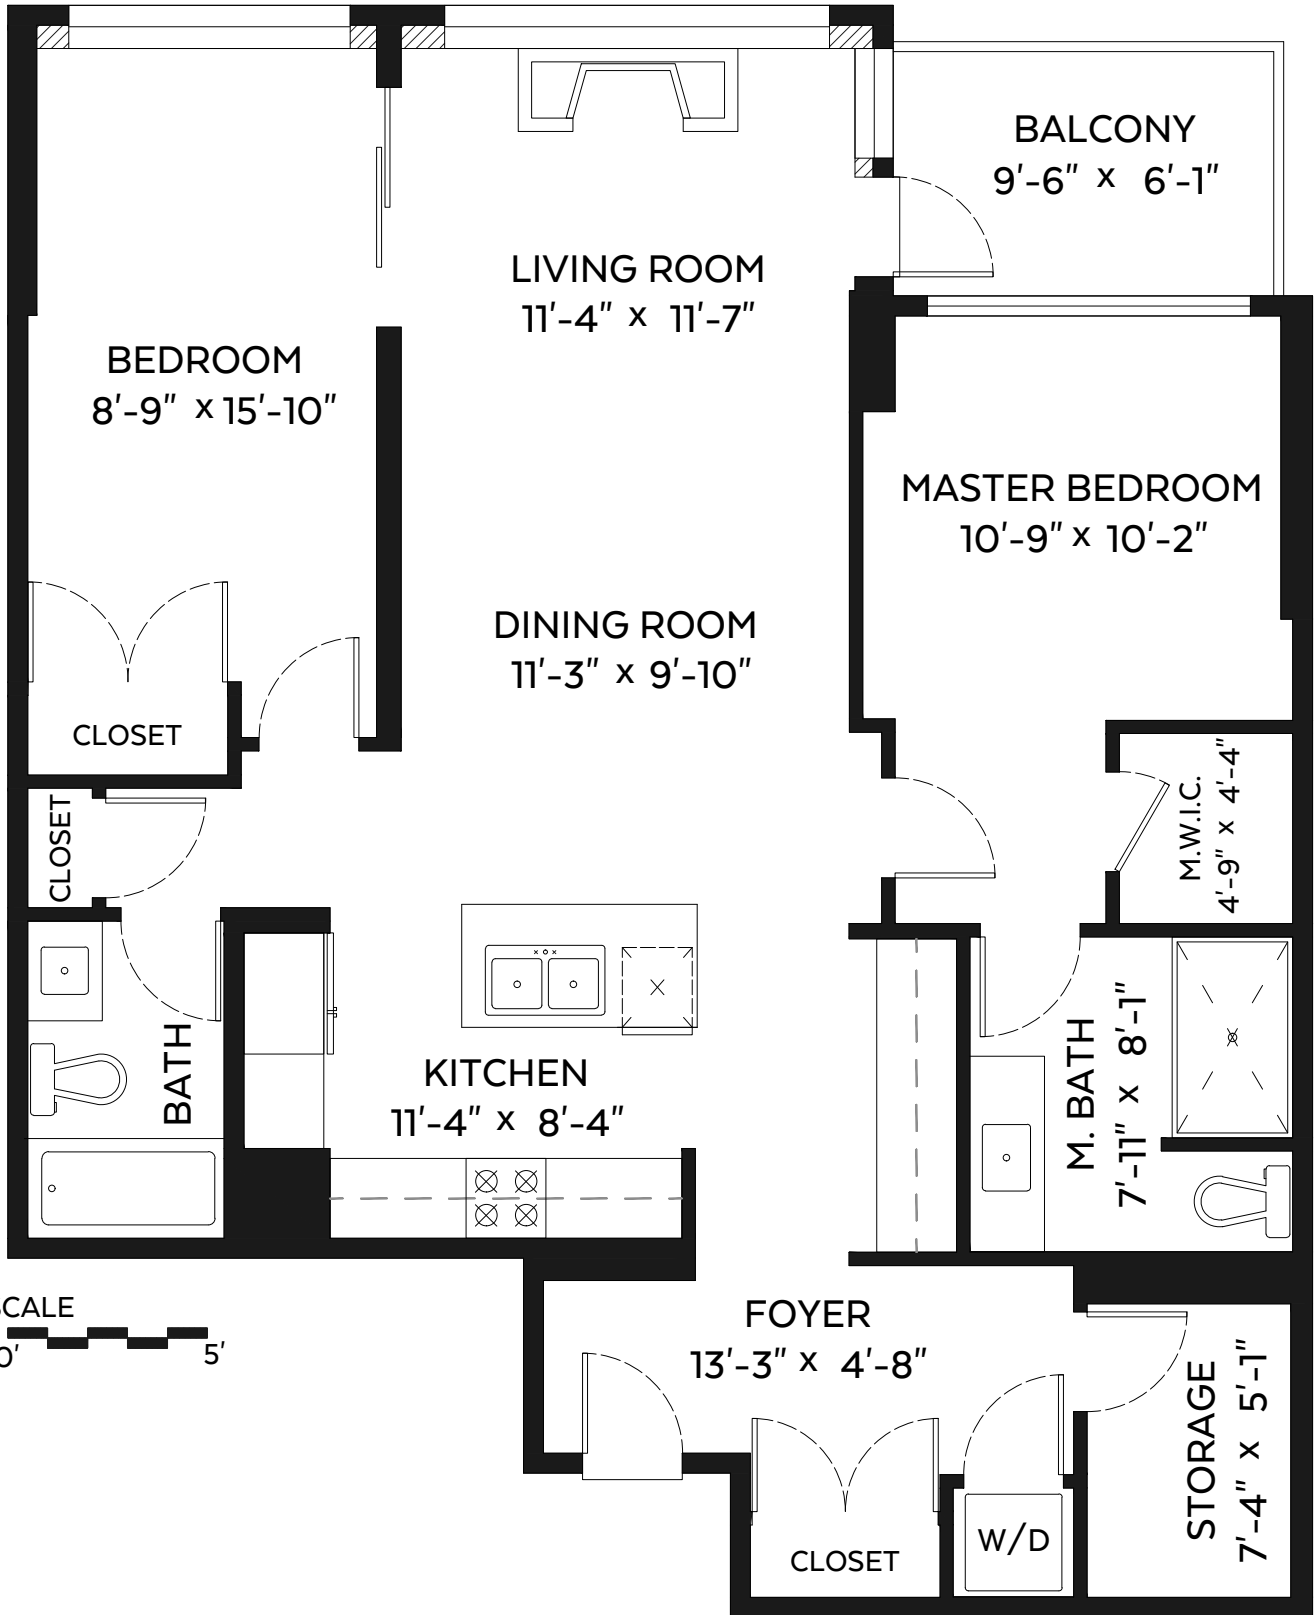 BALCONY
9'-6" x 6'-1"
LIVING ROOM
11'-4" x 11'-7"
BEDROOM
8'-9" x 15'-10"
MASTER BEDROOM
10'-9" x 10'-2"
DINING ROOM
11'-3" x 9'-10"
CLOSET
CLOSET
M.W.I.C.
4'-9" x 4'-4"
BATH
KITCHEN
11'-4" x 8'-4"
M. BATH
7'-11" x 8'-1"
SCALE
0' 5'
FOYER
13'-3" x 4'-8"
STORAGE
7'-4" x 5'-1"
W/D
CLOSET